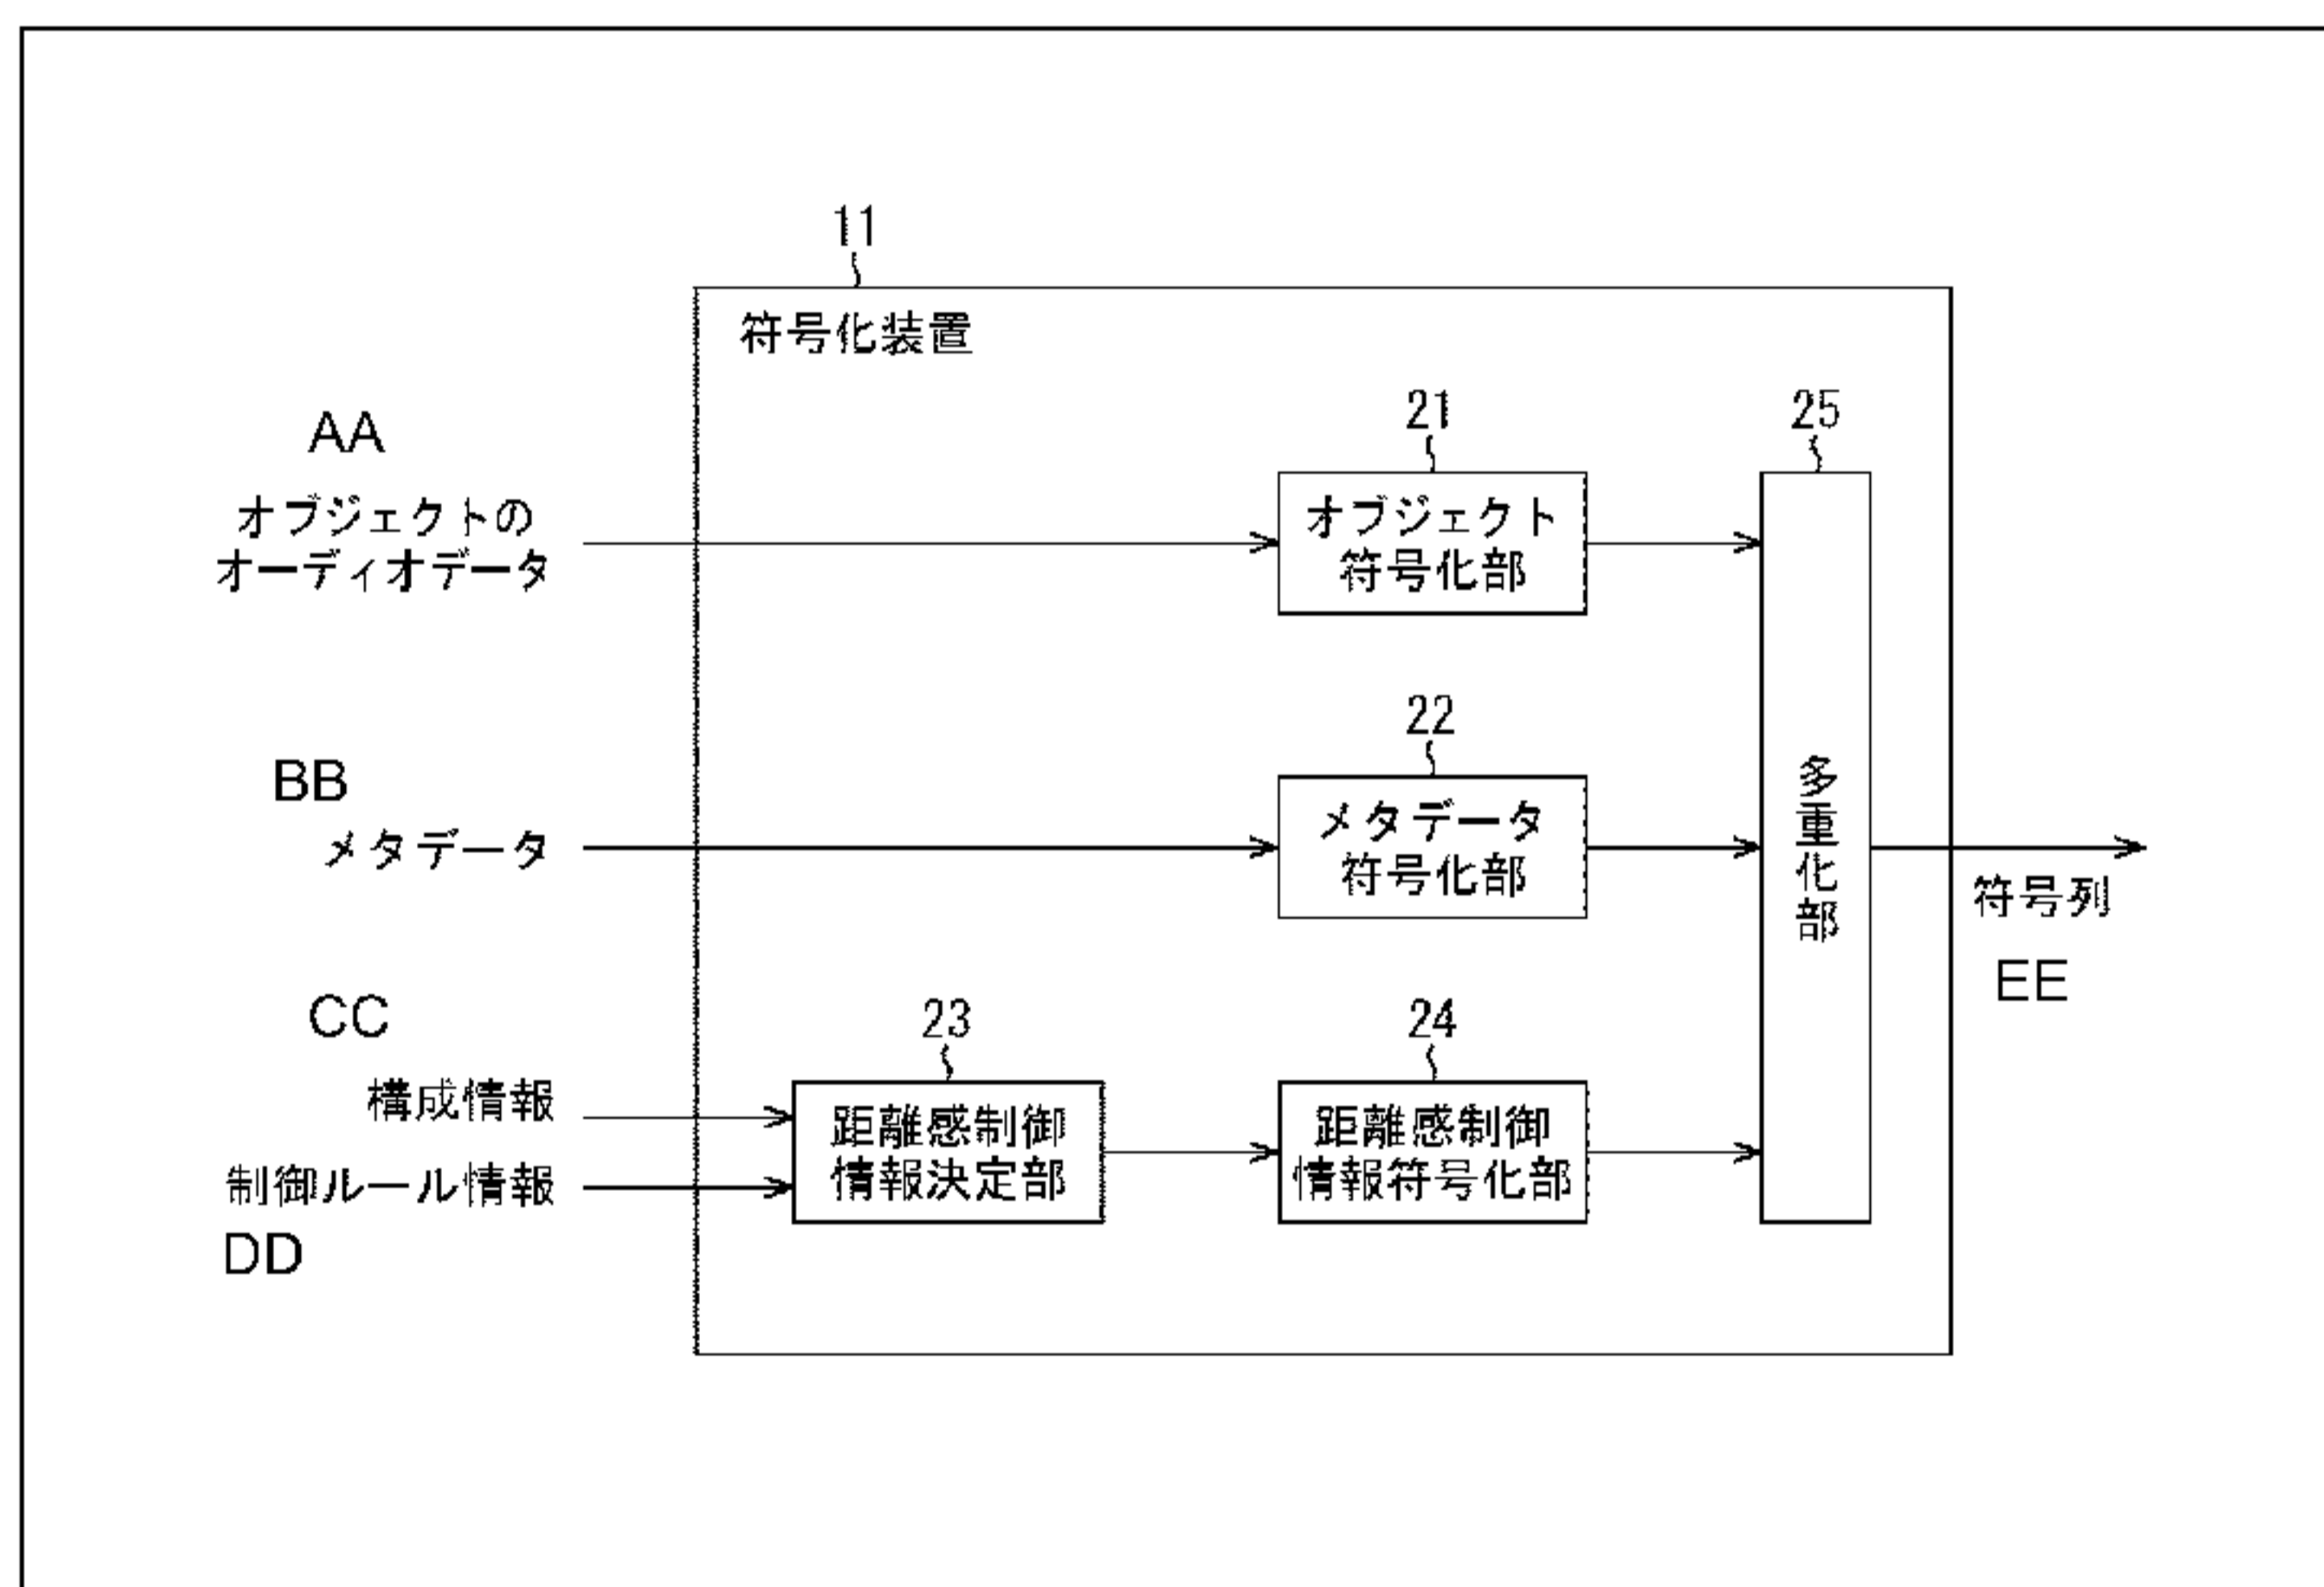 11
符号化装置
AA
オブジェクトの
オーディオデータ
21
オブジェクト
符号化部
25
多重化部
BB
メタデータ
22
メタデータ
符号化部
符号列
EE
CC
構成情報
制御ルール情報
DD
23
距離感制御
情報決定部
24
距離感制御
情報符号化部